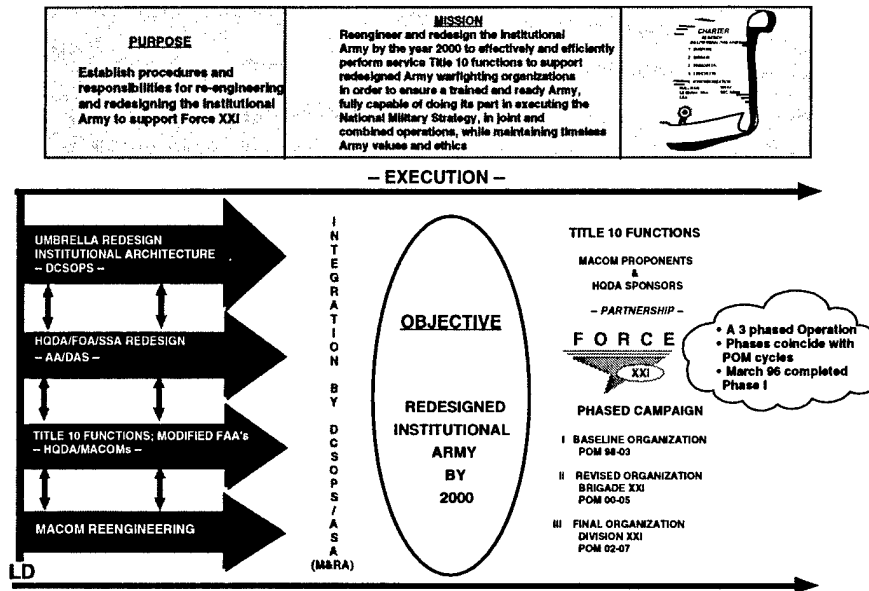 PURPOSE
Establish procedures and
responsibilities for re-engineering
and redesigning the Institutional
Army to support Force XXI
MISSION
Reengineer and redesign the Institutional
Army by the year 2000 to effectively and efficiently
perform service Title 10 functions to support
redesigned Army warfighting organizations
in order to ensure a trained and ready Army,
fully capable of doing its part in executing the
National Military Strategy, in joint and
combined operations, while maintaining timeless
Army values and ethics
CHARTER
– EXECUTION –
UMBRELLA REDESIGN
INSTITUTIONAL ARCHITECTURE
– DCSOPS –
HQDA/FOA/SSA REDESIGN
– AA/DAS –
TITLE 10 FUNCTIONS; MODIFIED FAA's
– HQDA/MACOMs –
MACOM REENGINEERING
LD
INTEGRATION BY DCSOPS/ASA
(M&RA)
OBJECTIVE
REDESIGNED
INSTITUTIONAL
ARMY
BY
2000
TITLE 10 FUNCTIONS
MACOM PROPONENTS
&
HQDA SPONSORS
– PARTNERSHIP –
FORCE
XXI
• A 3 phased Operation
• Phases coincide with
POM cycles
• March 96 completed
Phase I
PHASED CAMPAIGN
I BASELINE ORGANIZATION
POM 98-03
II REVISED ORGANIZATION
BRIGADE XXI
POM 00-05
III FINAL ORGANIZATION
DIVISION XXI
POM 02-07